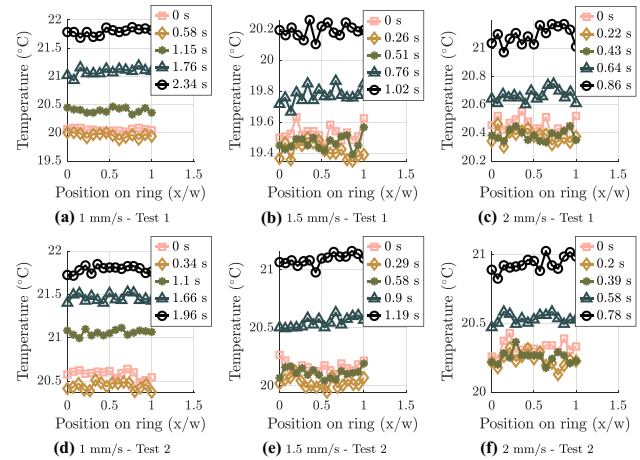 22
21.5
21
20.5
20
19.5
Temperature (°C)
0 0.5 1 1.5
Position on ring (x/w)
0 s
0.58 s
1.15 s
1.76 s
2.34 s
(a) 1 mm/s - Test 1
20.2
20
19.8
19.6
19.4
Temperature (°C)
0 0.5 1 1.5
Position on ring (x/w)
0 s
0.26 s
0.51 s
0.76 s
1.02 s
(b) 1.5 mm/s - Test 1
21.2
21
20.8
20.6
20.4
20.2
Temperature (°C)
0 0.5 1 1.5
Position on ring (x/w)
0 s
0.22 s
0.43 s
0.64 s
0.86 s
(c) 2 mm/s - Test 1
22
21.5
21
20.5
Temperature (°C)
0 0.5 1 1.5
Position on ring (x/w)
0 s
0.34 s
1.1 s
1.66 s
1.96 s
(d) 1 mm/s - Test 2
21
20.5
20
Temperature (°C)
0 0.5 1 1.5
Position on ring (x/w)
0 s
0.29 s
0.58 s
0.9 s
1.19 s
(e) 1.5 mm/s - Test 2
21
20.5
20
Temperature (°C)
0 0.5 1 1.5
Position on ring (x/w)
0 s
0.2 s
0.39 s
0.58 s
0.78 s
(f) 2 mm/s - Test 2